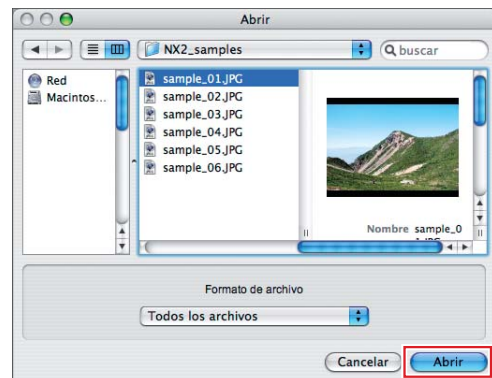 Abrir
NX2_samples
buscar
Red
Macintos...
sample_01.JPG
sample_02.JPG
sample_03.JPG
sample_04.JPG
sample_05.JPG
sample_06.JPG
Nombre sample_0
Formato de archivo
Todos los archivos
Cancelar
Abrir